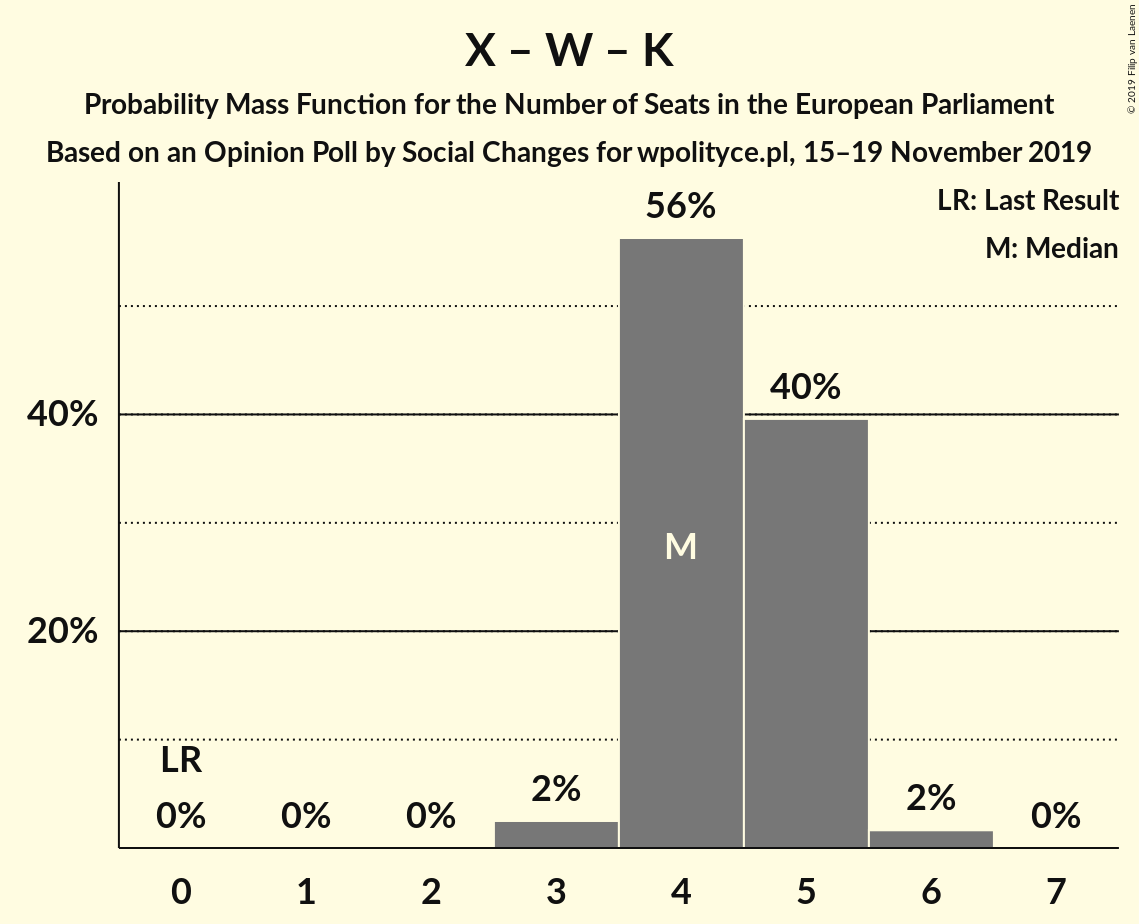 X – W – K
Probability Mass Function for the Number of Seats in the European Parliament
Based on an Opinion Poll by Social Changes for wpolityce.pl, 15–19 November 2019
© 2019 Filip van Laenen
LR: Last Result
M: Median
56%
40%
40%
M
20%
LR
0%
0%
0%
2%
2%
0%
0 1 2 3 4 5 6 7